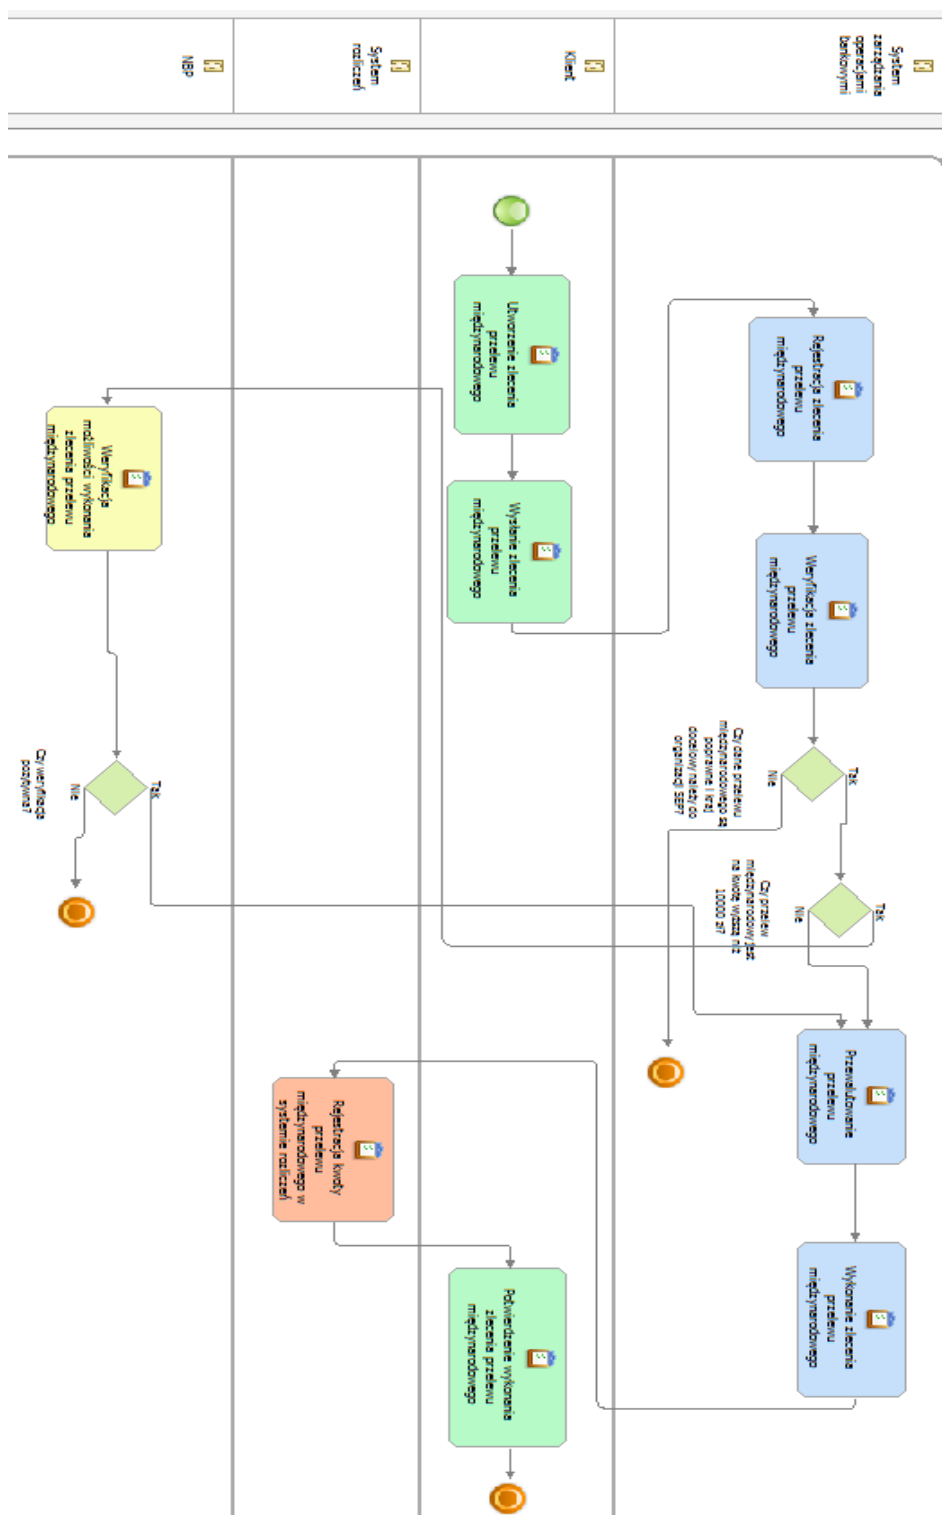 System
zarządzania
operacjami
bankowymi
Rejestracja zlecenia
przelewu
międzynarodowego
Weryfikacja zlecenia
przelewu
międzynarodowego
Czy dane przelewu
międzynarodowego są
poprawne i kraj
docelowy należy do
organizacji SEP?
Tak
Nie
Czy przelew
międzynarodowy jest
na kwotę wyższą niż
10000 zł?
Tak
Nie
Przewalutowanie
przelewu
międzynarodowego
Wykonanie zlecenia
przelewu
międzynarodowego
Klient
Utworzenie zlecenia
przelewu
międzynarodowego
Wysłanie zlecenia
przelewu
międzynarodowego
Potwierdzenie wykonania
zlecenia przelewu
międzynarodowego
System
rozliczeń
Rejestracja kwoty
przelewu
międzynarodowego w
systemie rozliczeń
NBP
Weryfikacja
możliwości wykonania
zlecenia przelewu
międzynarodowego
Tak
Nie
Czy weryfikacja
pozytywna?